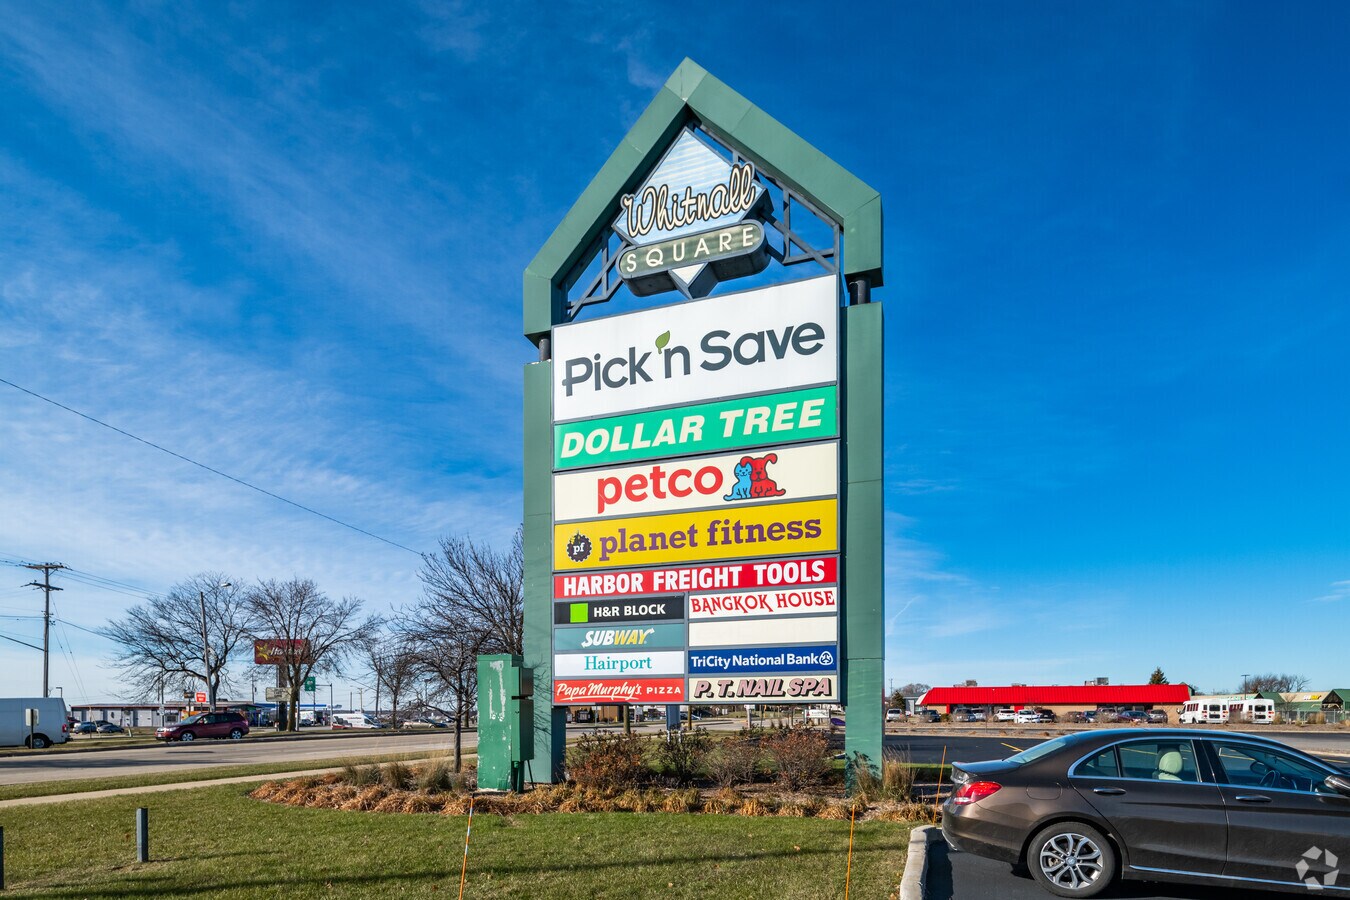 Whitnall
SQUARE
Pick 'n Save
DOLLAR TREE
petco
pf planet fitness
HARBOR FREIGHT TOOLS
H&R BLOCK
BANGKOK HOUSE
SUBWAY
Hairport
TriCity National Bank
Papa Murphy's PIZZA
P.T. NAIL SPA